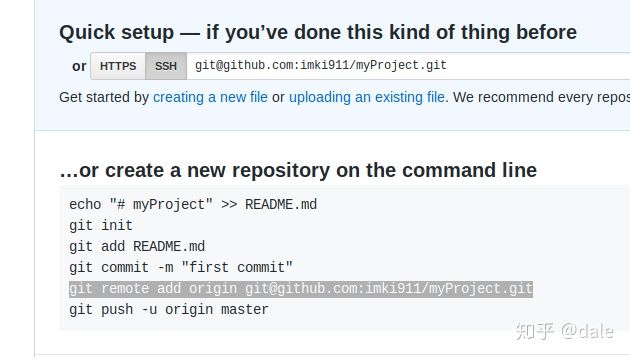 Quick setup — if you’ve done this kind of thing before
or HTTPS SSH git@github.com:imki911/myProject.git
Get started by creating a new file or uploading an existing file. We recommend every repos
…or create a new repository on the command line
echo "# myProject" >> README.md
git init
git add README.md
git commit -m "first commit"
git remote add origin git@github.com:imki911/myProject.git
git push -u origin master
知乎 @dale